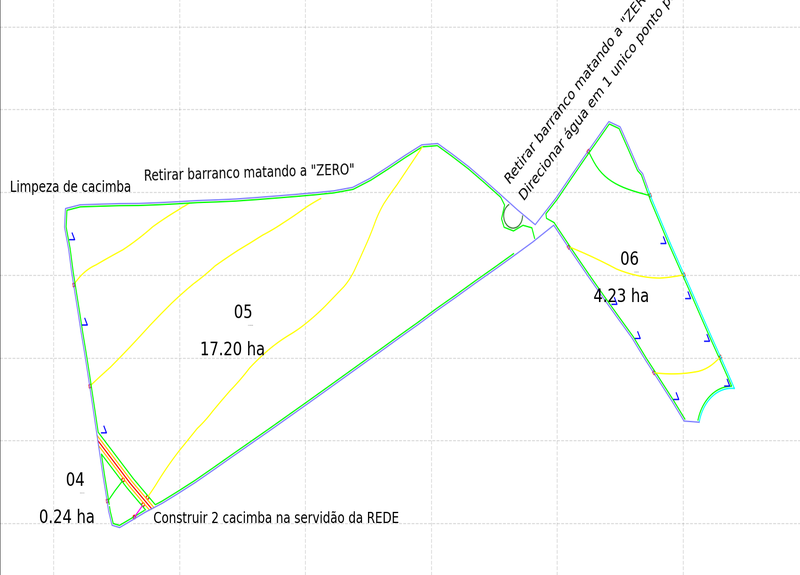 Retirar barranco matando a "ZER
Direcionar água em 1 unico ponto p
Retirar barranco matando a "ZERO"
Limpeza de cacimba
06
4.23 ha
05
17.20 ha
04
0.24 ha
Construir 2 cacimba na servidão da REDE